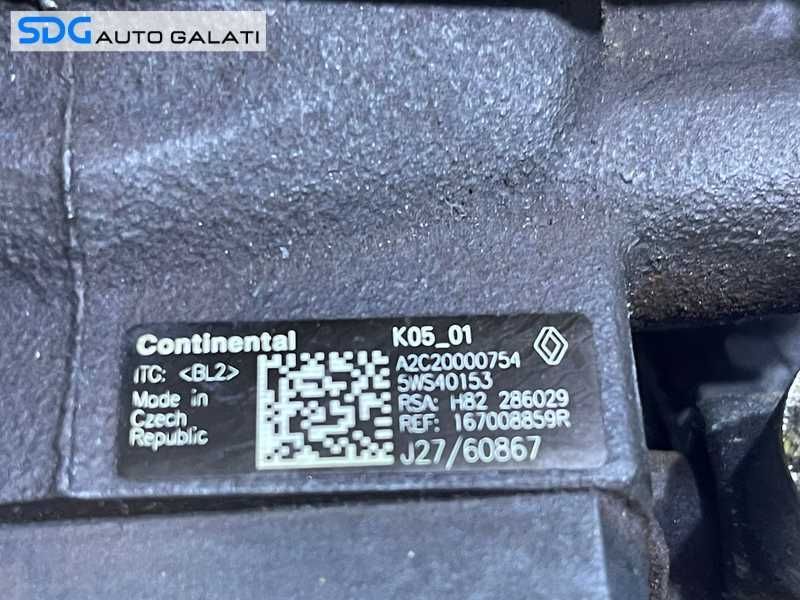 SDG AUTO GALATI
Continental K05_01
ITC: <BL2> A2C20000754
5WS40153
Made in RSA: H82 286029
Czech REF: 167008859R
Republic J27/60867